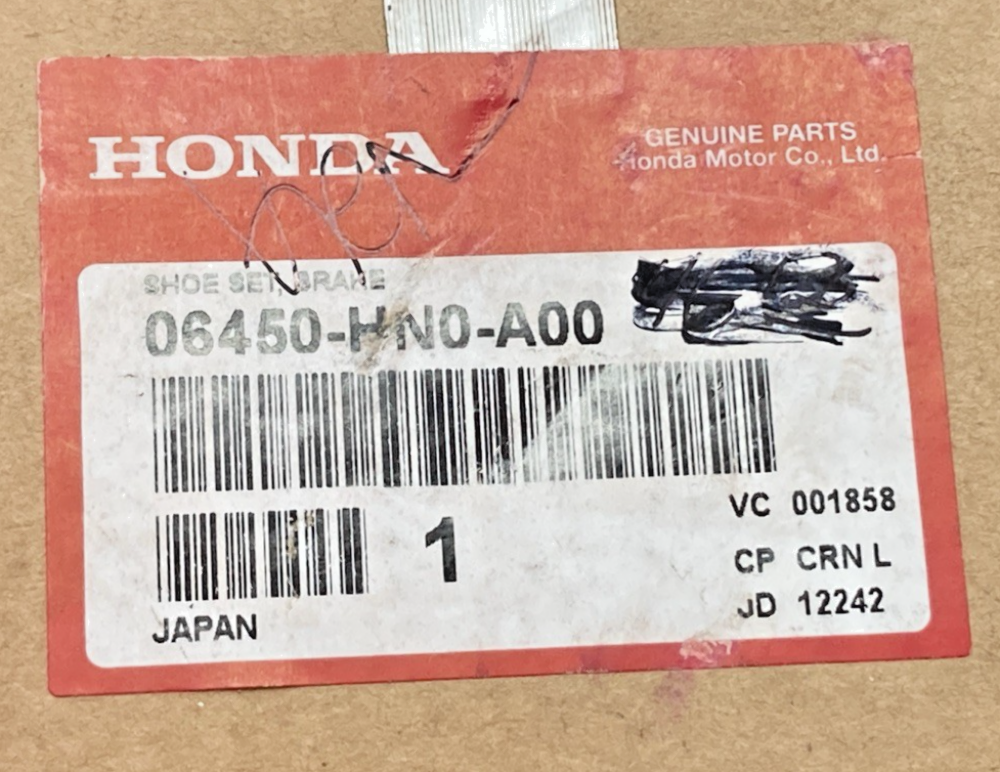 HONDA
GENUINE PARTS
Honda Motor Co., Ltd.
SHOE SET, BRAKE
06450-HN0-A00
1
VC 001858
CP CRN L
JD 12242
JAPAN